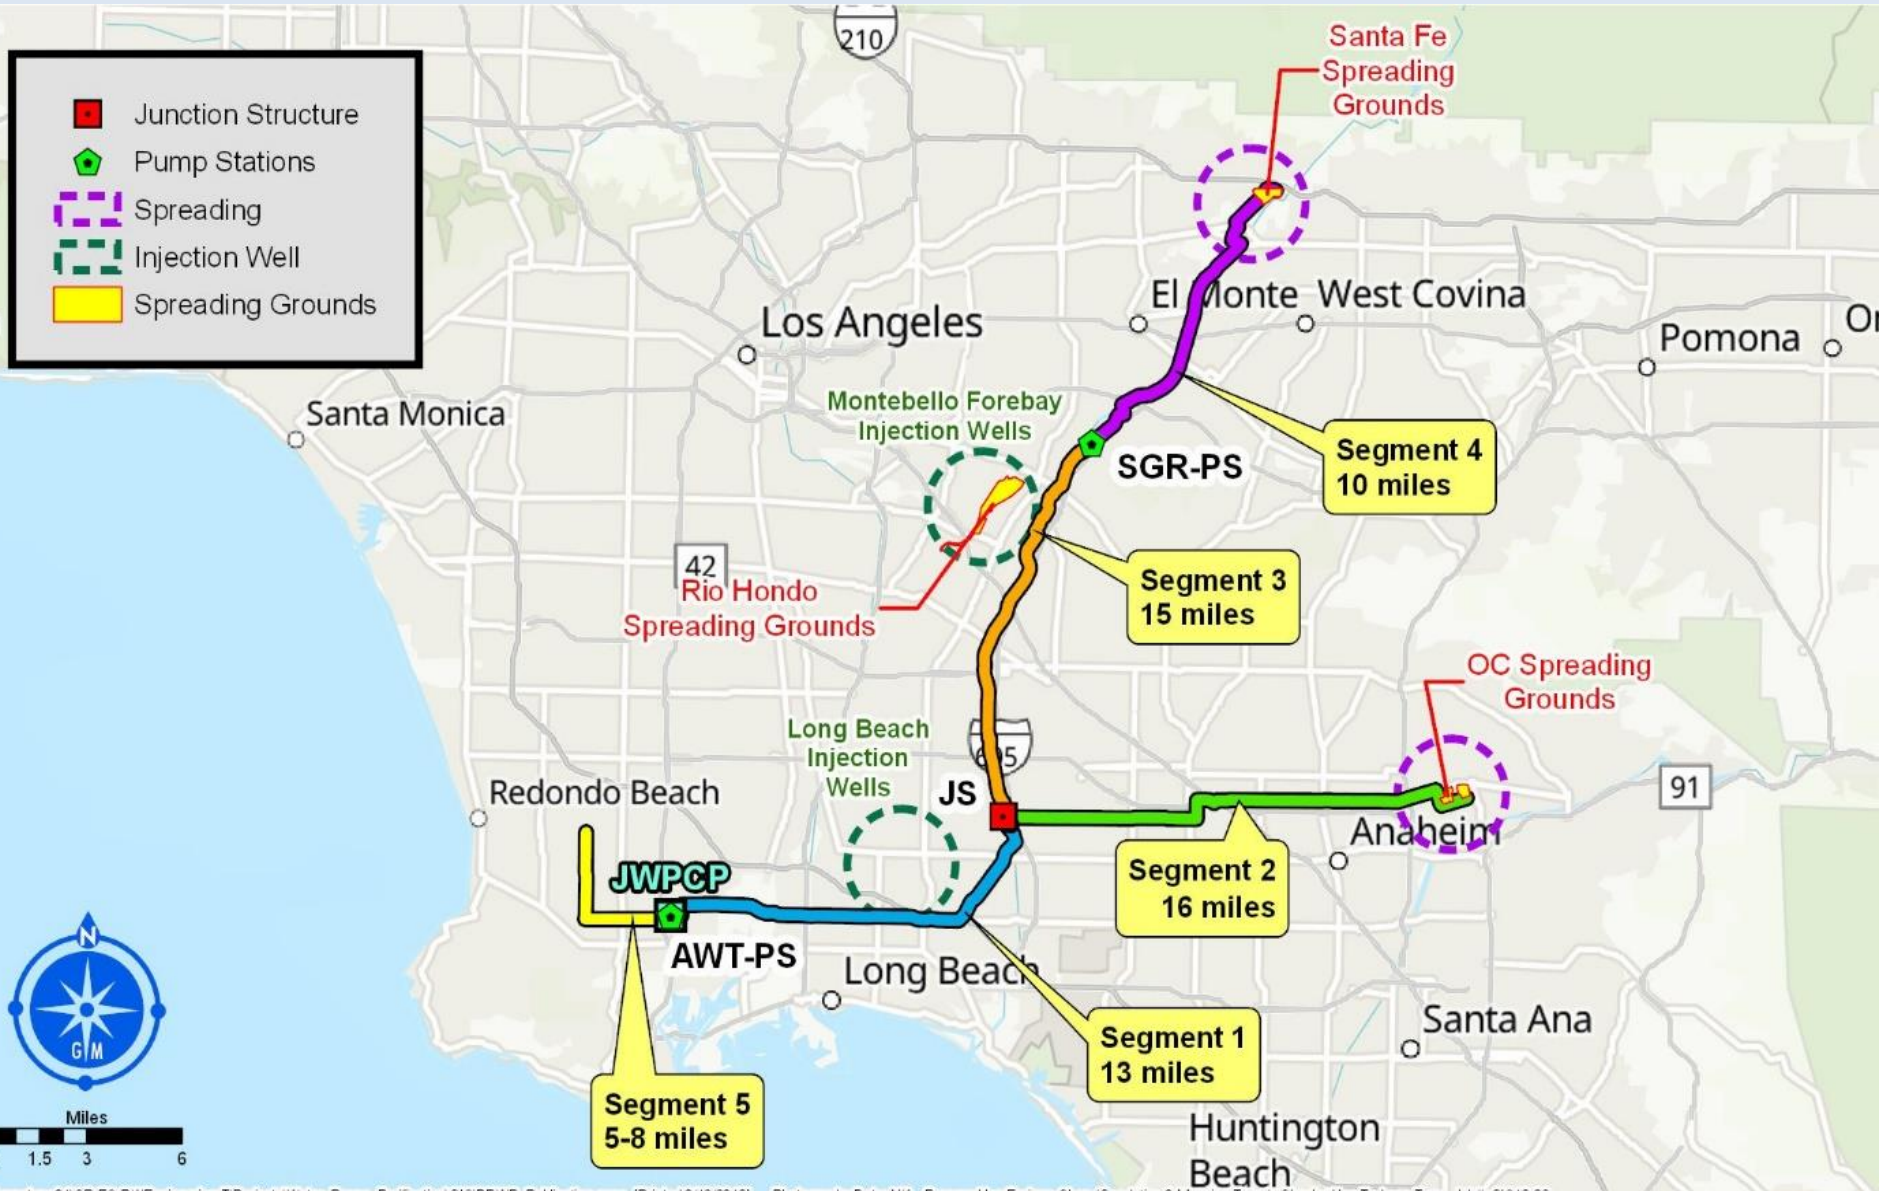 210
Santa Fe
Spreading
Grounds
Junction Structure
Pump Stations
Spreading
Injection Well
Spreading Grounds
El Monte
West Covina
Los Angeles
Pomona
Santa Monica
Montebello Forebay
Injection Wells
SGR-PS
Segment 4
10 miles
42
Rio Hondo
Spreading Grounds
Segment 3
15 miles
OC Spreading
Grounds
Long Beach
Injection
Wells
JS
Redondo Beach
91
Anaheim
JWPCP
Segment 2
16 miles
AWT-PS
Long Beach
N
G M
Santa Ana
Segment 1
13 miles
Segment 5
5-8 miles
Miles
1.5 3 6
Huntington
Beach